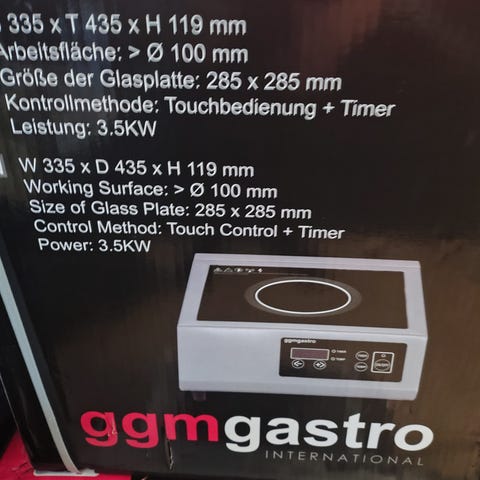 335 x T 435 x H 119 mm
Arbeitsfläche: > Ø 100 mm
Größe der Glasplatte: 285 x 285 mm
Kontrollmethode: Touchbedienung + Timer
Leistung: 3.5KW
W 335 x D 435 x H 119 mm
Working Surface: > Ø 100 mm
Size of Glass Plate: 285 x 285 mm
Control Method: Touch Control + Timer
Power: 3.5KW
ggmgastro
ggmgastro
INTERNATIONAL